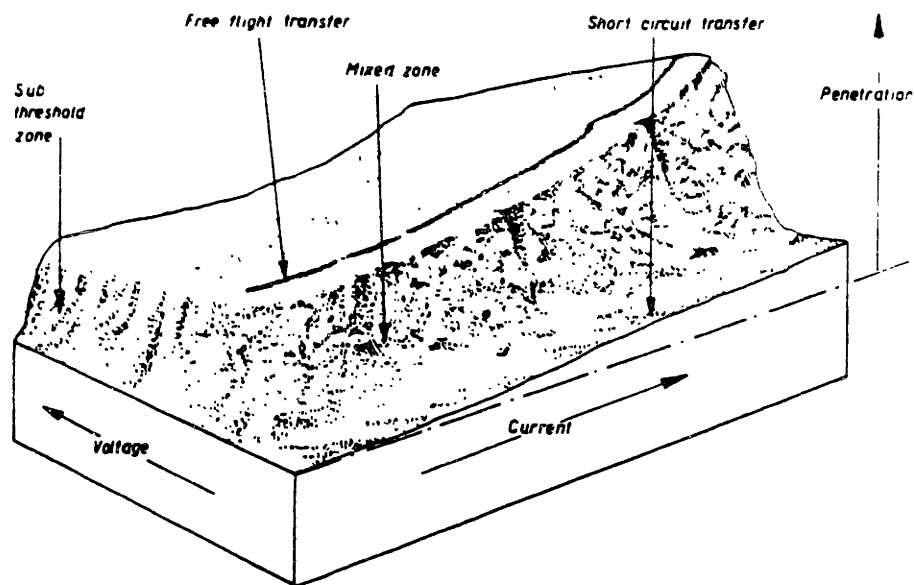 Free flight transfer
Short circuit transfer
Mixed zone
Sub
threshold
zone
Penetration
Voltage
Current